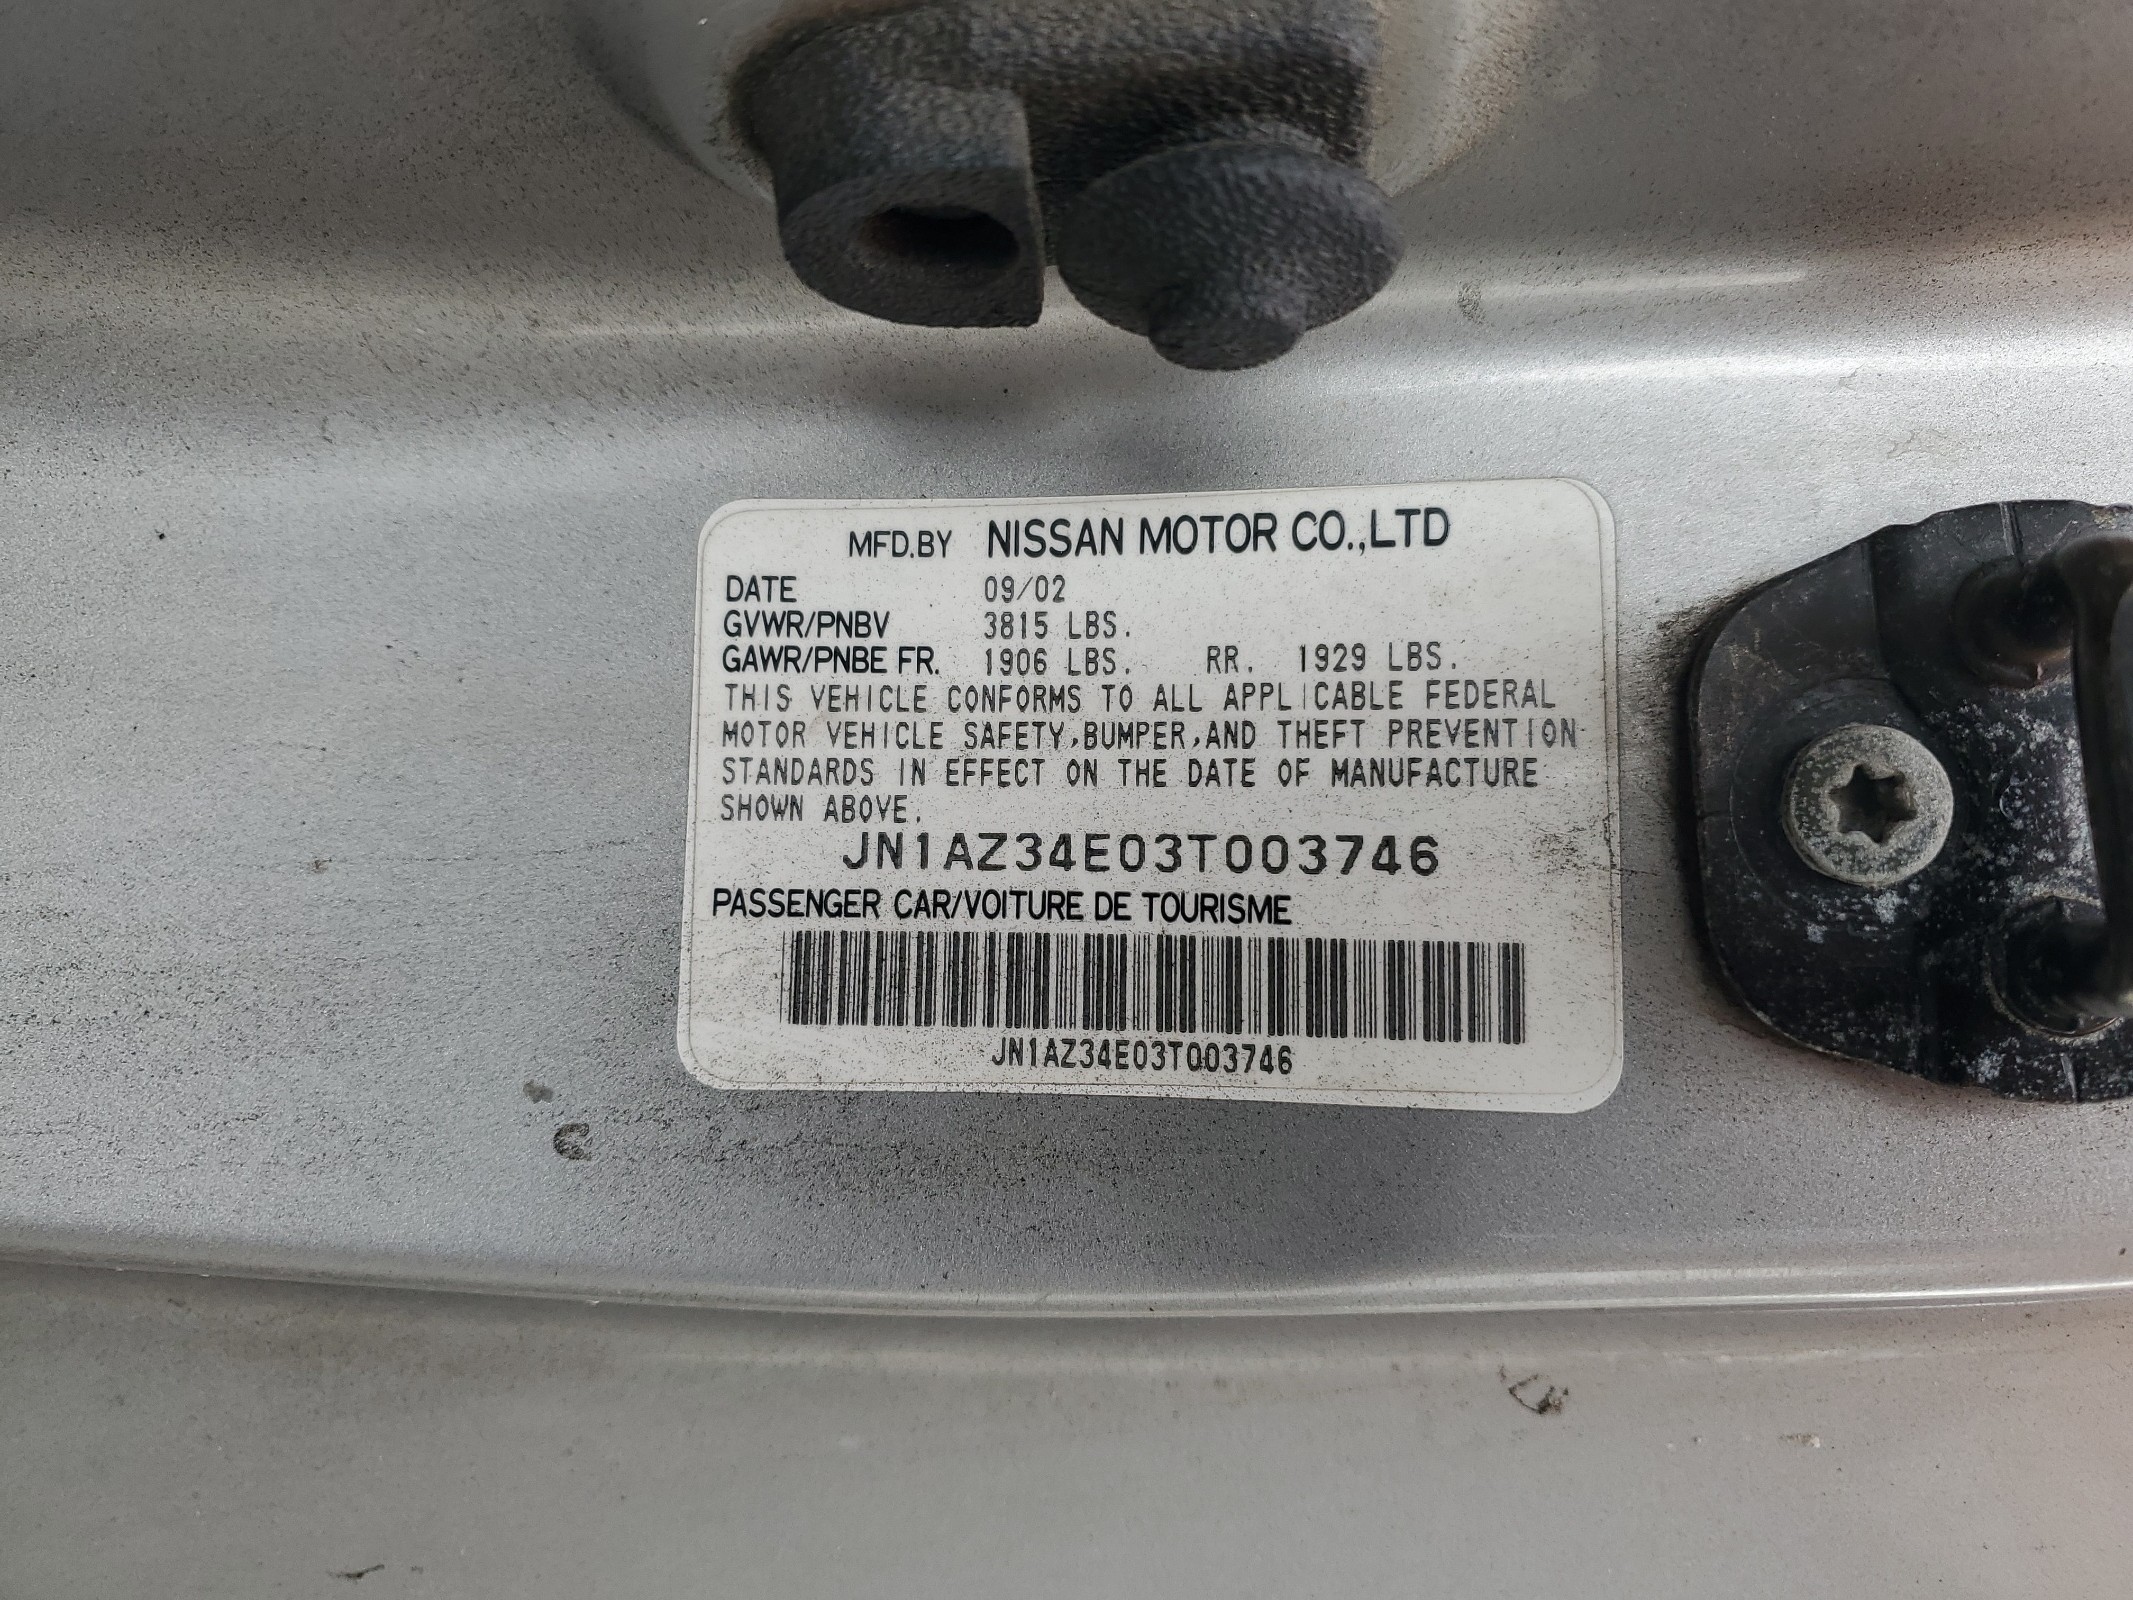 MFD.BY NISSAN MOTOR CO.,LTD
DATE 09/02
GVWR/PNBV 3815 LBS.
GAWR/PNBE FR. 1906 LBS. RR. 1929 LBS.
THIS VEHICLE CONFORMS TO ALL APPLICABLE FEDERAL
MOTOR VEHICLE SAFETY,BUMPER,AND THEFT PREVENTION
STANDARDS IN EFFECT ON THE DATE OF MANUFACTURE
SHOWN ABOVE.
JN1AZ34E03T003746
PASSENGER CAR/VOITURE DE TOURISME
JN1AZ34E03T003746